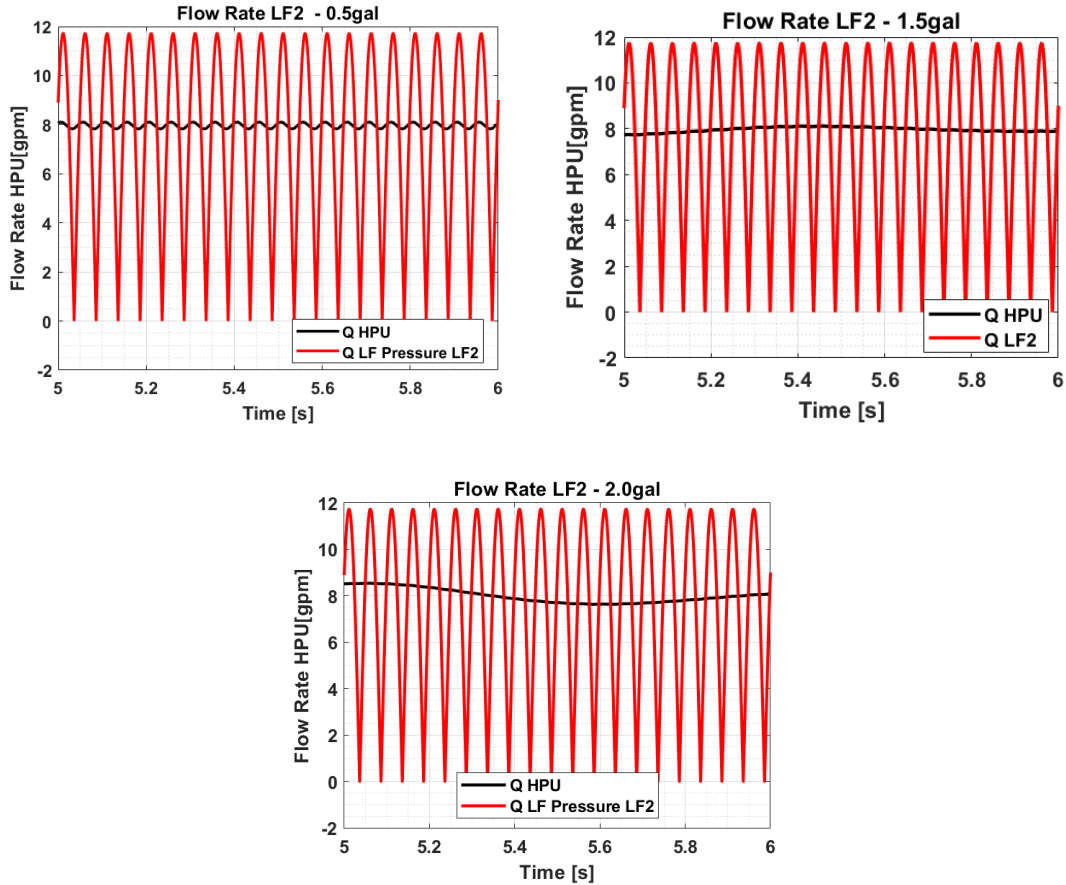 Flow Rate LF2 - 0.5gal
Flow Rate HPU[gpm]
12
10
8
6
4
2
0
-2
Q HPU
Q LF Pressure LF2
5 5.2 5.4 5.6 5.8 6
Time [s]
Flow Rate LF2 - 1.5gal
Flow Rate HPU[gpm]
12
10
8
6
4
2
0
-2
Q HPU
Q LF2
5 5.2 5.4 5.6 5.8 6
Time [s]
Flow Rate LF2 - 2.0gal
Flow Rate HPU[gpm]
12
10
8
6
4
2
0
-2
Q HPU
Q LF Pressure LF2
5 5.2 5.4 5.6 5.8 6
Time [s]